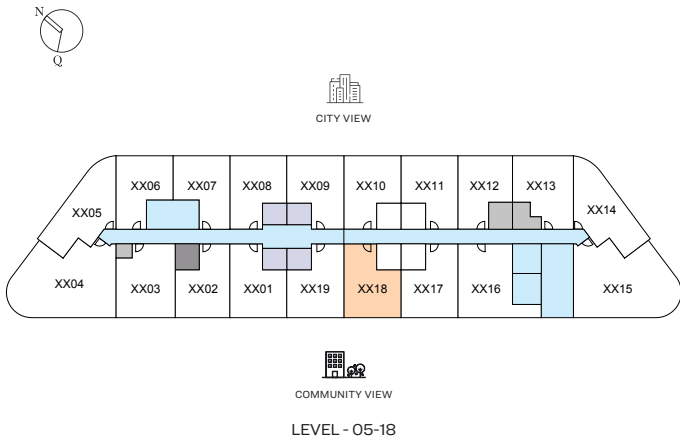 N
Q
CITY VIEW
XX06 XX07 XX08 XX09 XX10 XX11 XX12 XX13
XX05 XX14
XX04 XX03 XX02 XX01 XX19 XX18 XX17 XX16 XX15
COMMUNITY VIEW
LEVEL - 05-18